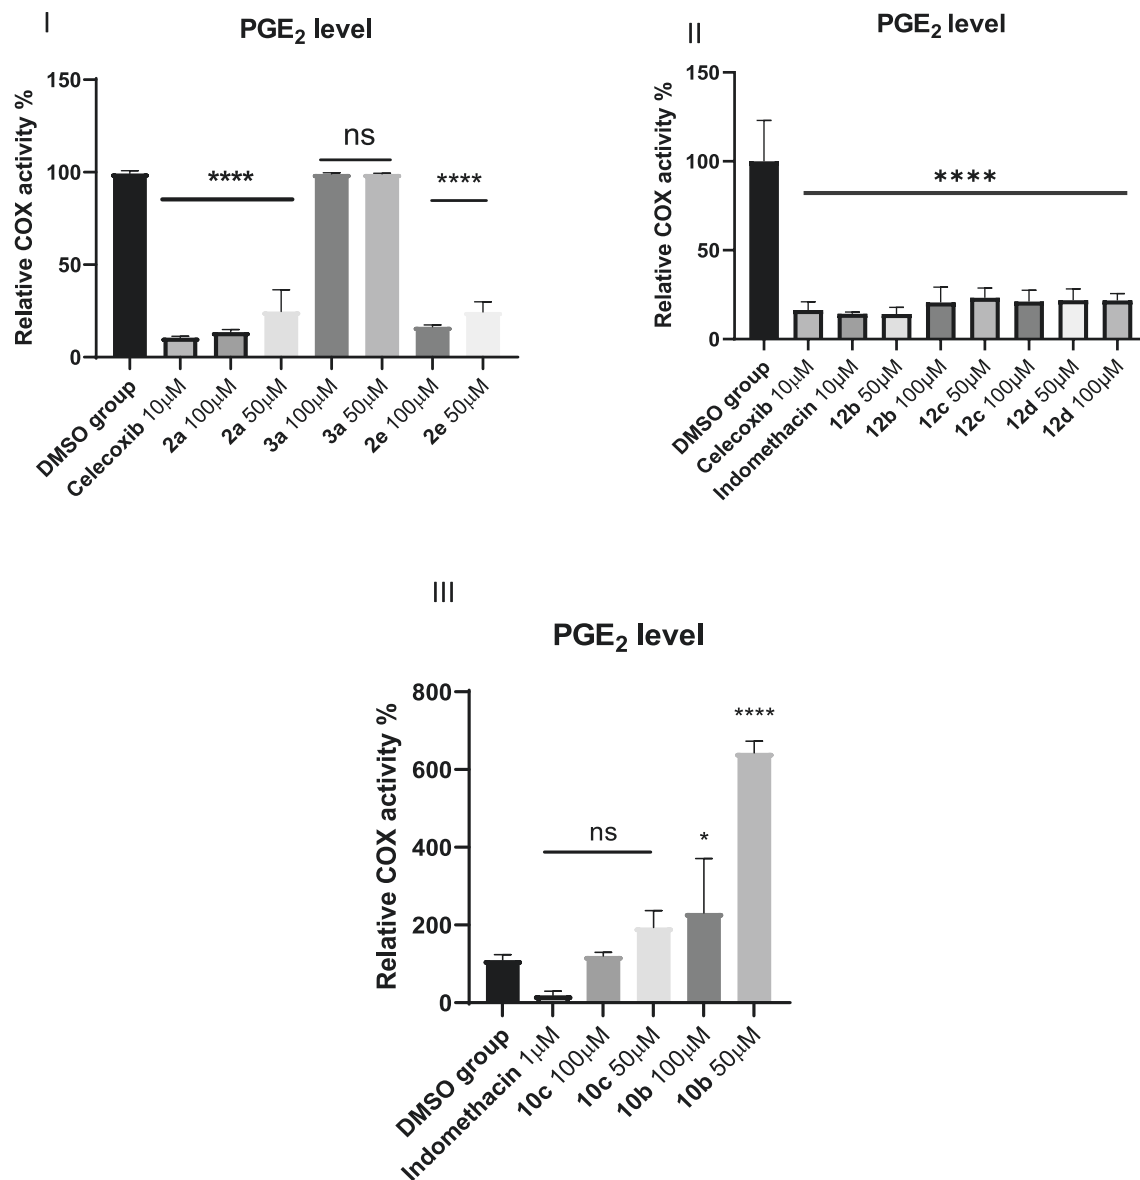 I
PGE₂ level
Relative COX activity %
150
100
50
0
****
ns
****
DMSO group
Celecoxib 10μM
2a 100μM
2a 50μM
3a 100μM
3a 50μM
2e 100μM
2e 50μM
II
PGE₂ level
Relative COX activity %
150
100
50
0
****
DMSO group
Celecoxib 10μM
Indomethacin 10μM
12b 50μM
12b 100μM
12c 50μM
12c 100μM
12d 50μM
12d 100μM
III
PGE₂ level
Relative COX activity %
800
600
400
200
0
ns
*
****
DMSO group
Indomethacin 1μM
10c 100μM
10c 50μM
10b 100μM
10b 50μM